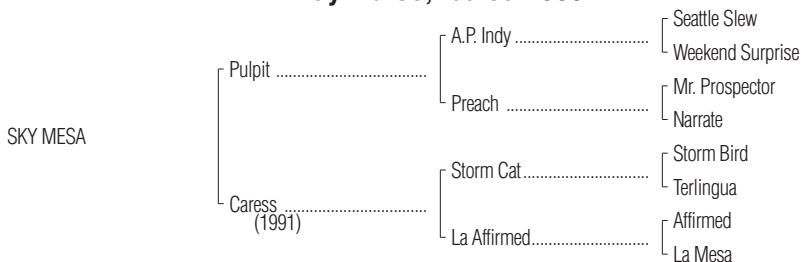 Seattle Slew
A.P. Indy
Weekend Surprise
Pulpit
Mr. Prospector
Preach
Narrate
SKY MESA
Storm Bird
Storm Cat
Terlingua
Caress
(1991)
Affirmed
La Affirmed
La Mesa